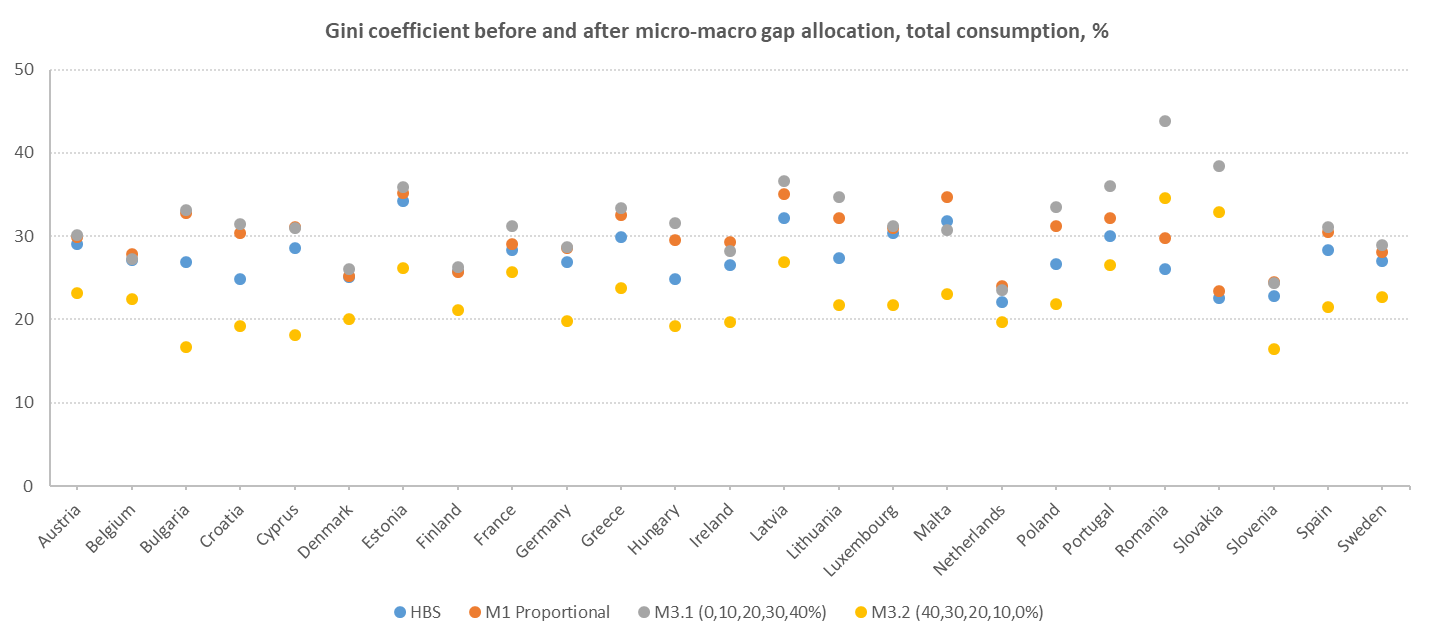 Gini coefficient before and after micro-macro gap allocation, total consumption, %
50
40
30
20
10
0
Austria
Belgium
Bulgaria
Croatia
Cyprus
Denmark
Estonia
Finland
France
Germany
Greece
Hungary
Ireland
Latvia
Lithuania
Luxembourg
Malta
Netherlands
Poland
Portugal
Romania
Slovakia
Slovenia
Spain
Sweden
HBS
M1 Proportional
M3.1 (0,10,20,30,40%)
M3.2 (40,30,20,10,0%)